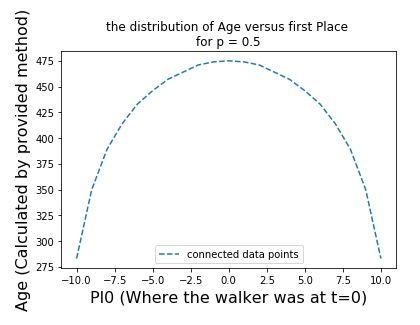 the distribution of Age versus first Place
for p = 0.5
Age (Calculated by provided method)
475
450
425
400
375
350
325
300
275
connected data points
−10.0 −7.5 −5.0 −2.5 0.0 2.5 5.0 7.5 10.0
PI0 (Where the walker was at t=0)